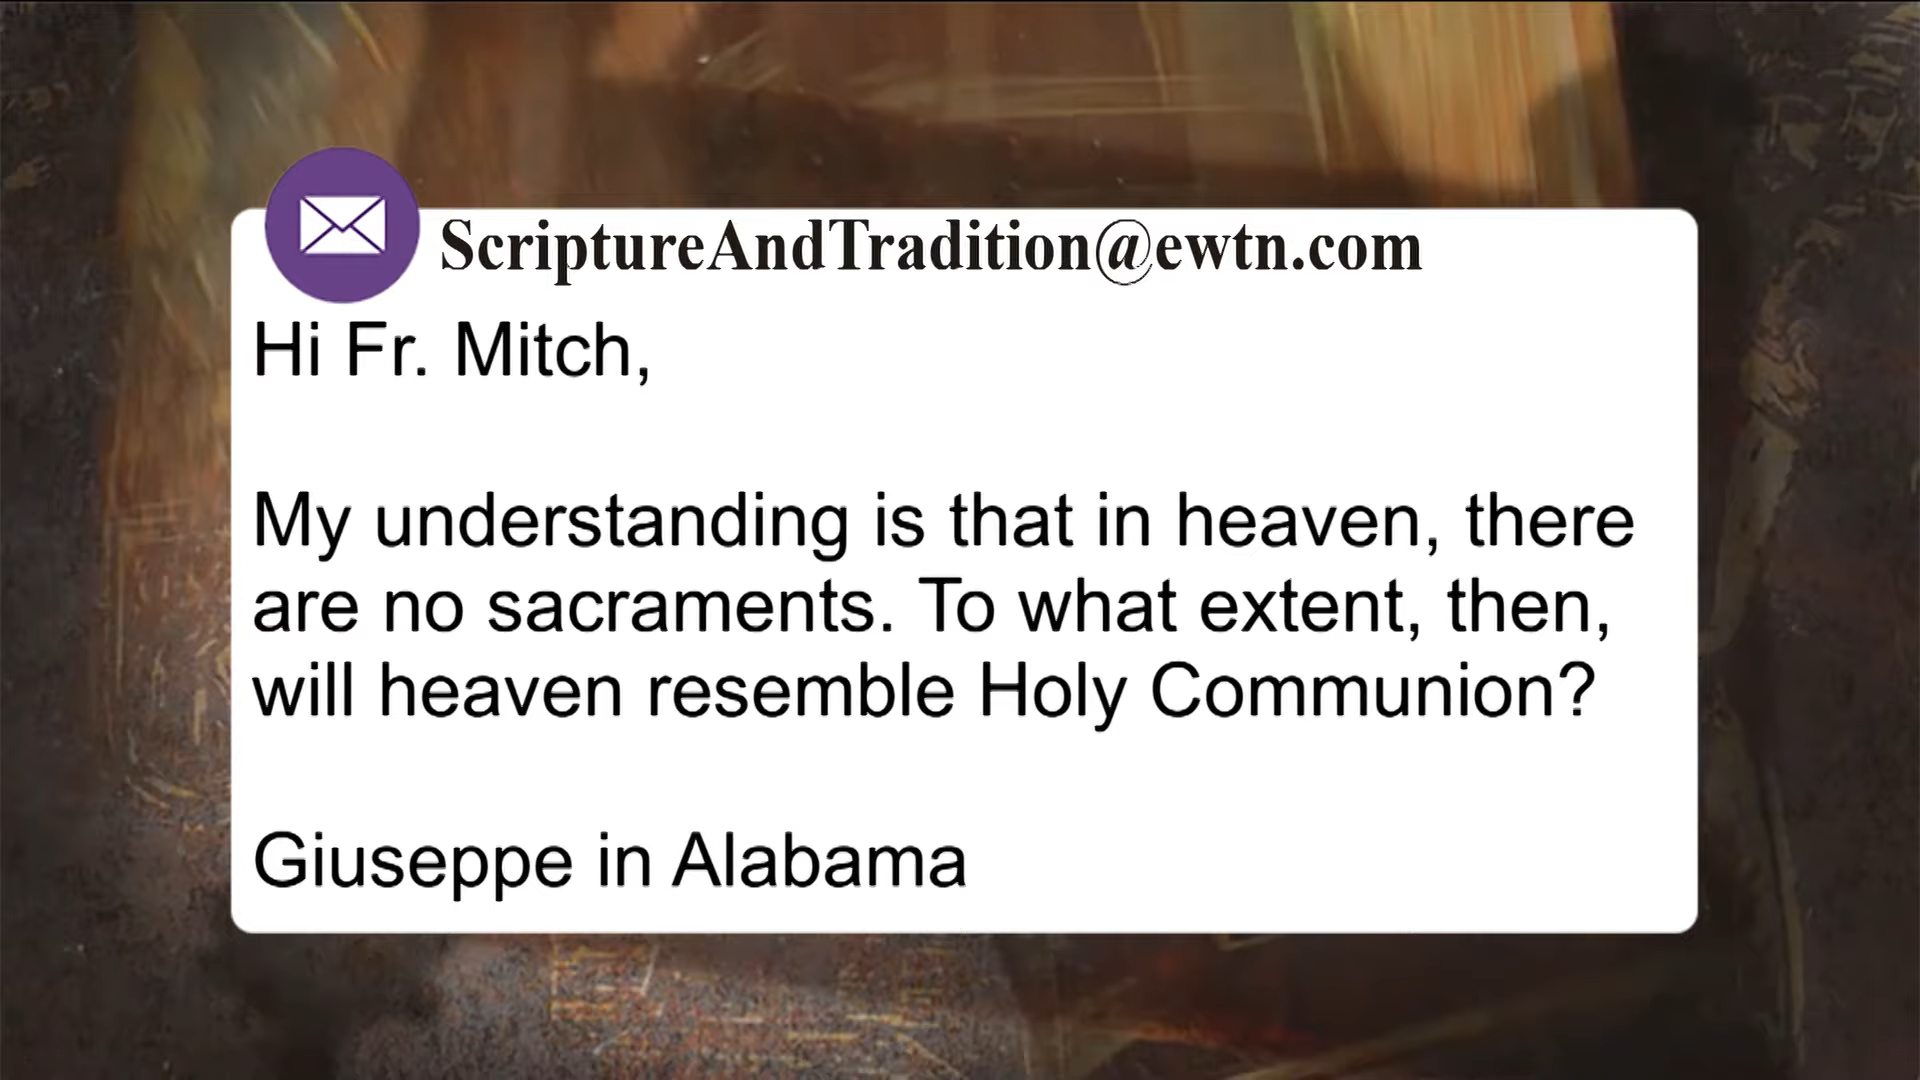 ScriptureAndTradition@ewtn.com
Hi Fr. Mitch,
My understanding is that in heaven, there
are no sacraments. To what extent, then,
will heaven resemble Holy Communion?
Giuseppe in Alabama